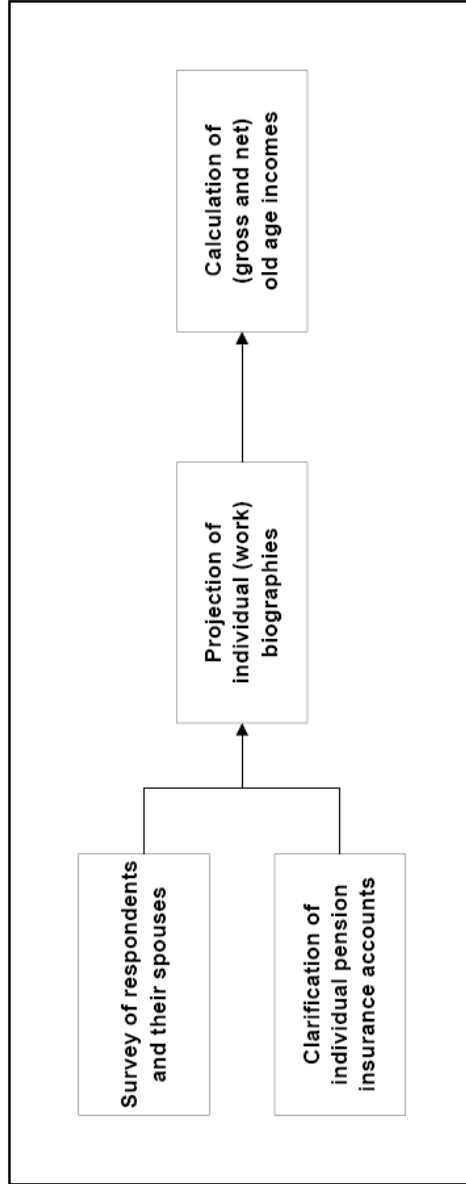 Survey of respondents
and their spouses
Clarification of
individual pension
insurance accounts
Projection of
individual (work)
biographies
Calculation of
(gross and net)
old age incomes